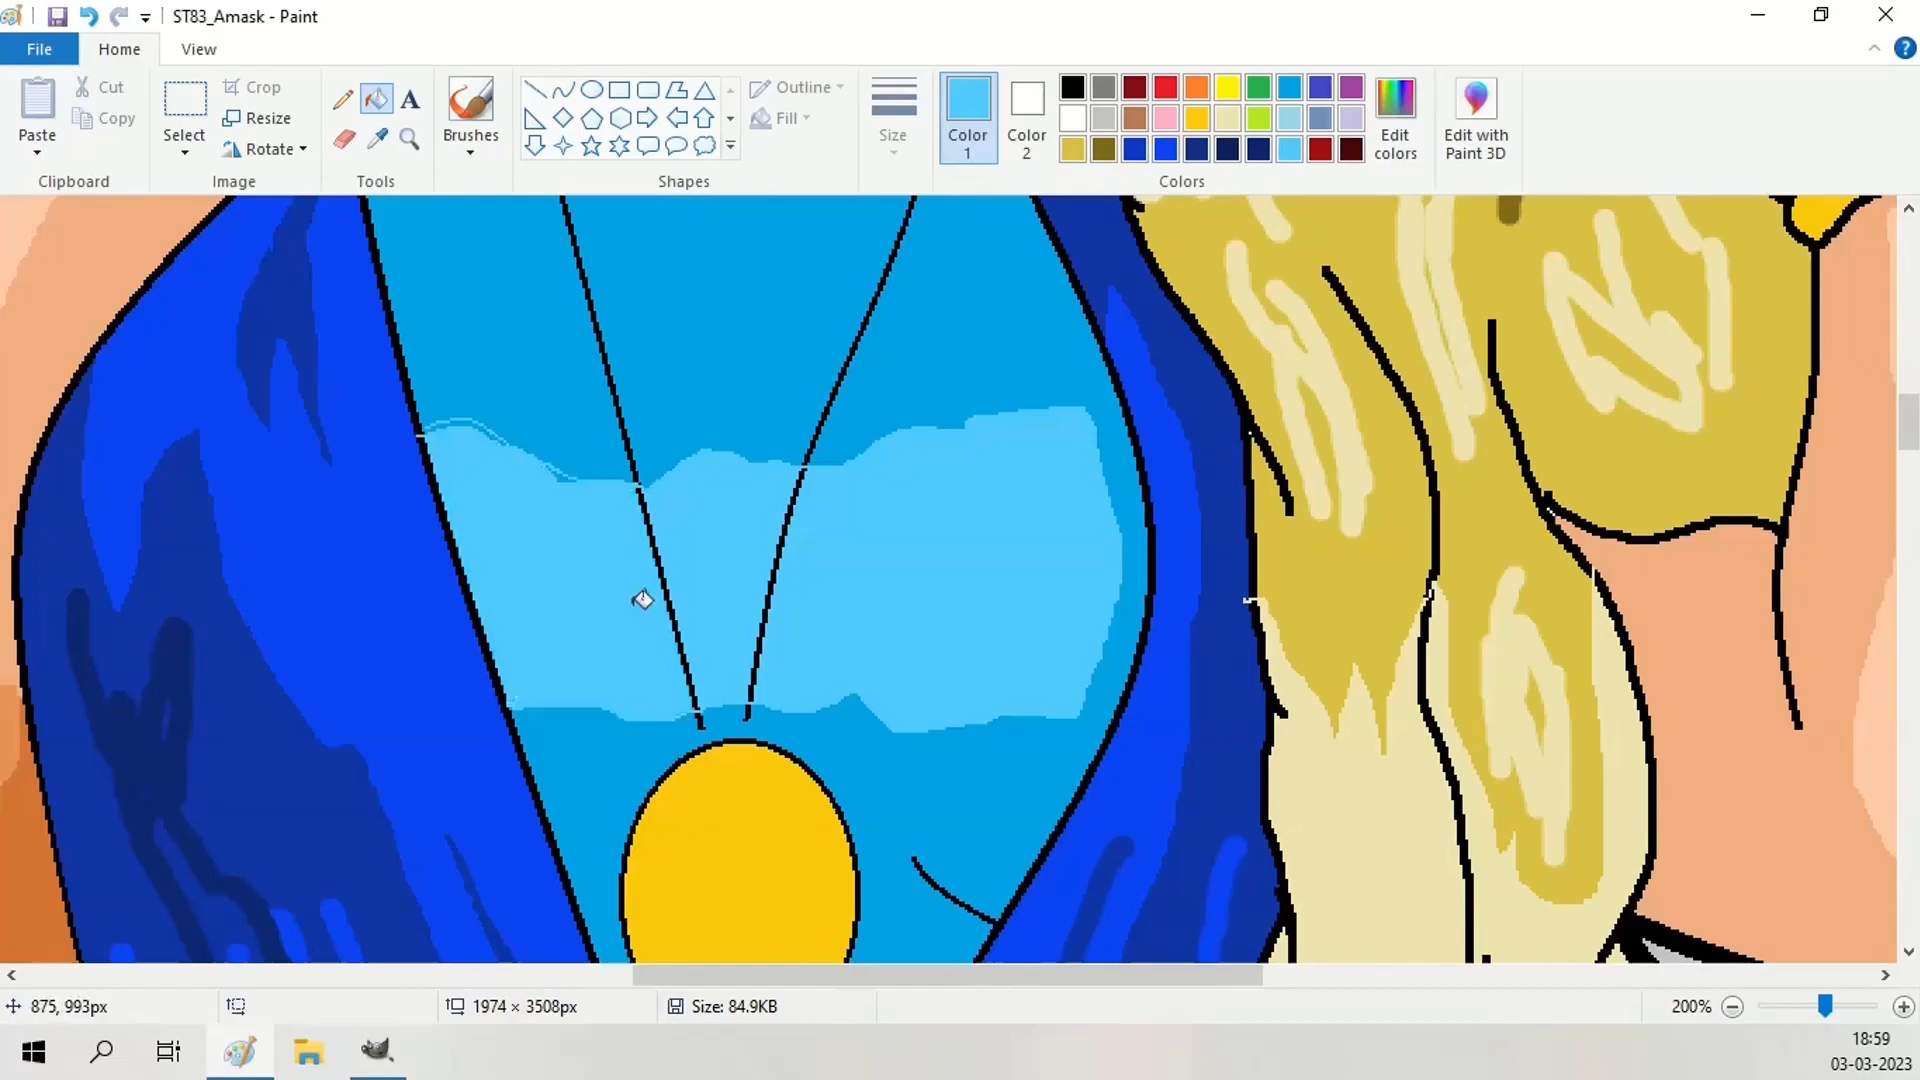 ST83_Amask - Paint
File Home View
Cut Crop Outline
Copy Resize Fill
Paste Select Rotate Brushes Size Color 1 Color 2 Edit colors Edit with Paint 3D
A
?
Clipboard Image Tools Shapes Colors
875, 993px 1974 × 3508px Size: 84.9KB 200%
18:59
03-03-2023